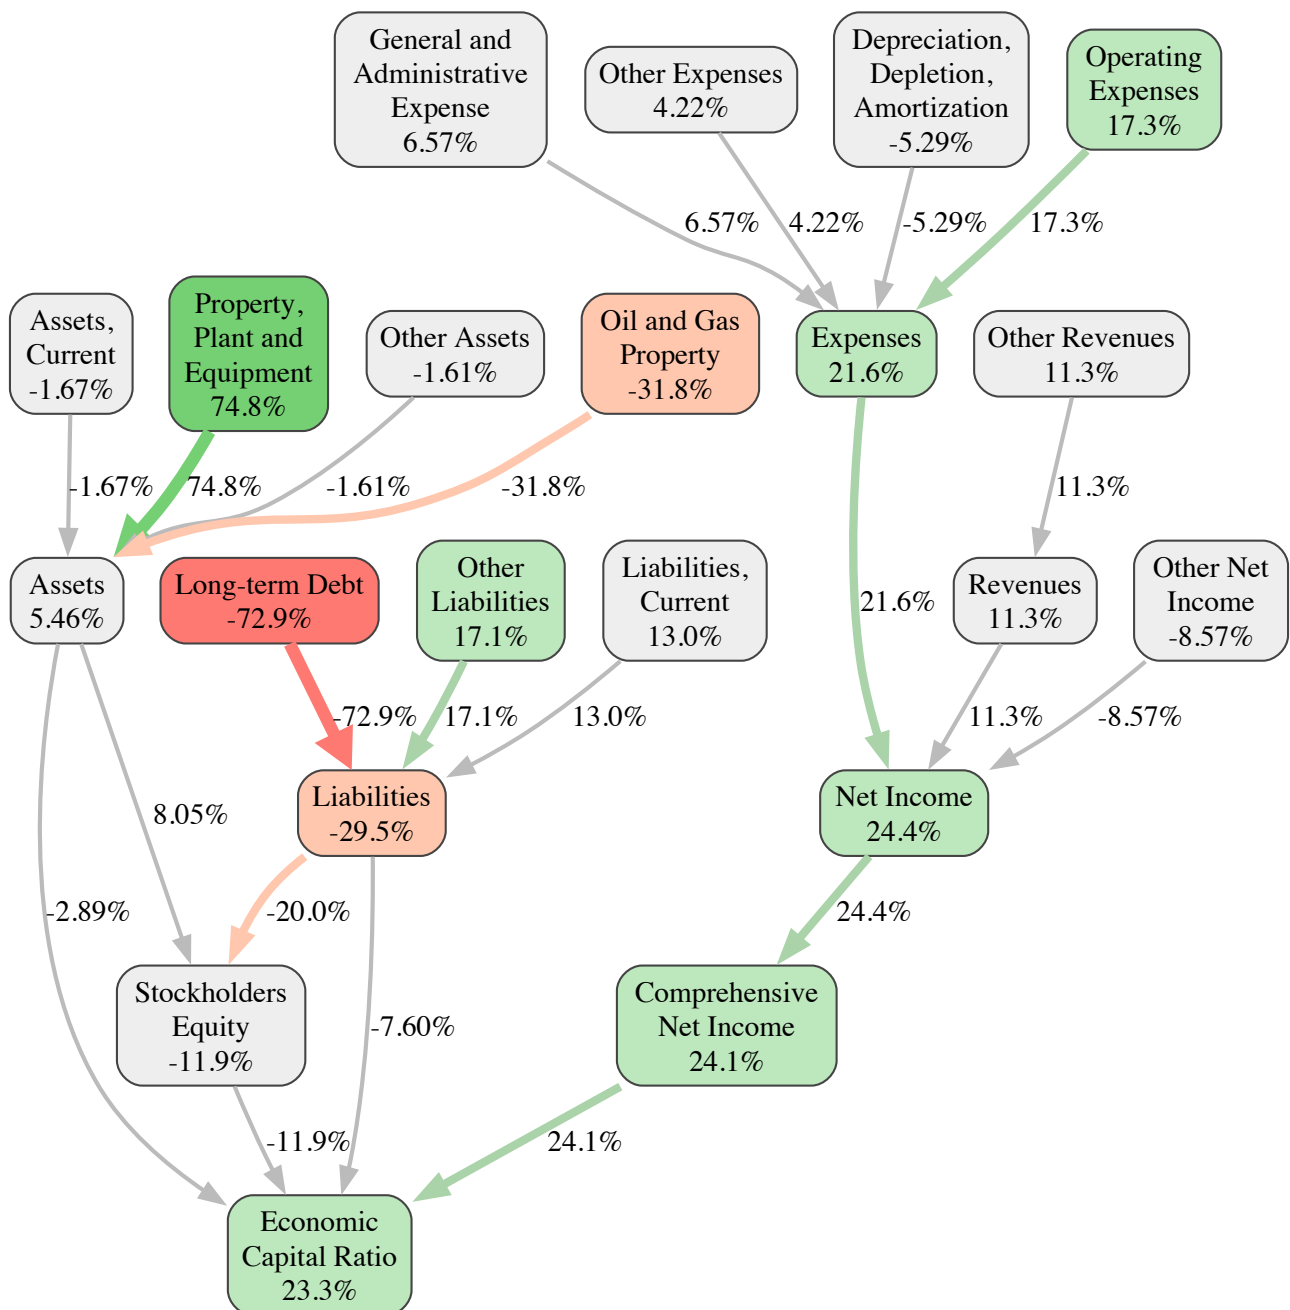 General and
Administrative
Expense
6.57%
Other Expenses
4.22%
Depreciation,
Depletion,
Amortization
-5.29%
Operating
Expenses
17.3%
6.57%
4.22%
-5.29%
17.3%
Assets,
Current
-1.67%
Property,
Plant and
Equipment
74.8%
Other Assets
-1.61%
Oil and Gas
Property
-31.8%
Expenses
21.6%
Other Revenues
11.3%
-1.67%
74.8%
-1.61%
-31.8%
11.3%
Assets
5.46%
Long-term Debt
-72.9%
Other
Liabilities
17.1%
Liabilities,
Current
13.0%
21.6%
Revenues
11.3%
Other Net
Income
-8.57%
-72.9%
17.1%
13.0%
11.3%
-8.57%
8.05%
Liabilities
-29.5%
Net Income
24.4%
-2.89%
-20.0%
24.4%
Stockholders
Equity
-11.9%
-7.60%
Comprehensive
Net Income
24.1%
-11.9%
24.1%
Economic
Capital Ratio
23.3%